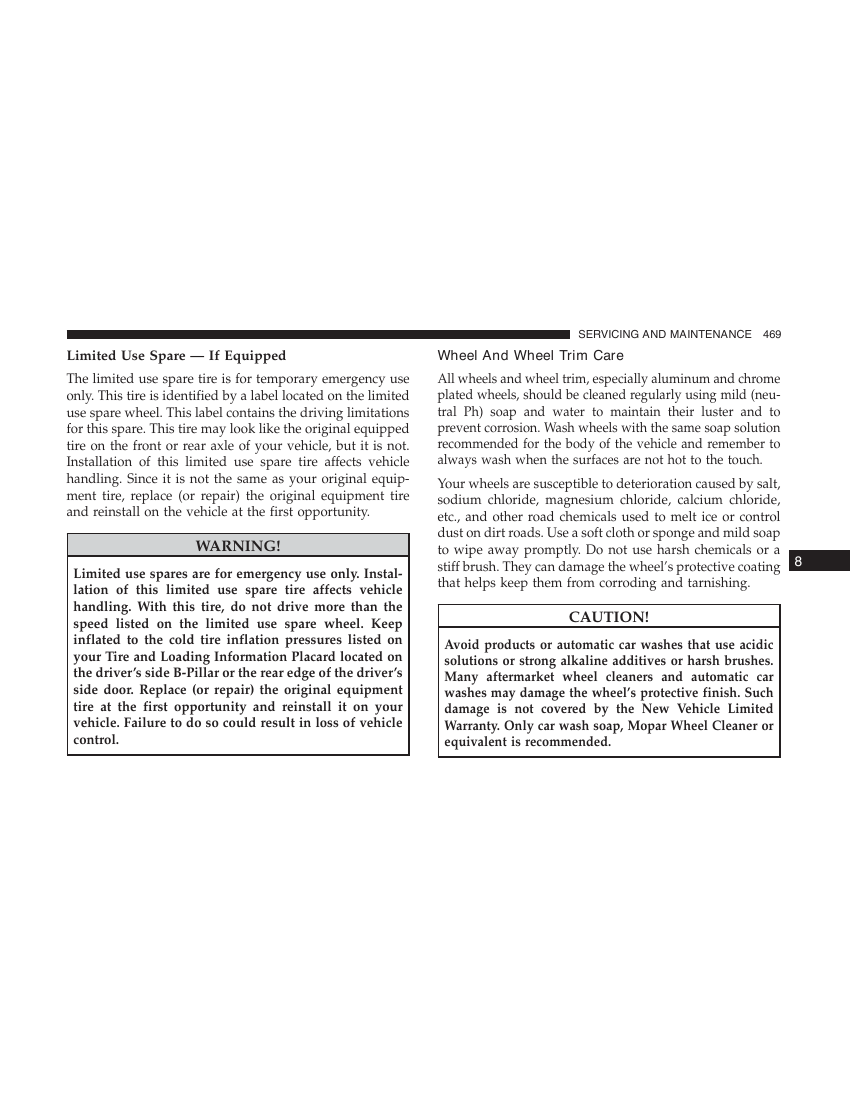 SERVICING AND MAINTENANCE 469
Limited Use Spare — If Equipped
The limited use spare tire is for temporary emergency use
only. This tire is identified by a label located on the limited
use spare wheel. This label contains the driving limitations
for this spare. This tire may look like the original equipped
tire on the front or rear axle of your vehicle, but it is not.
Installation of this limited use spare tire affects vehicle
handling. Since it is not the same as your original equip-
ment tire, replace (or repair) the original equipment tire
and reinstall on the vehicle at the first opportunity.
WARNING!
Limited use spares are for emergency use only. Instal-
lation of this limited use spare tire affects vehicle
handling. With this tire, do not drive more than the
speed listed on the limited use spare wheel. Keep
inflated to the cold tire inflation pressures listed on
your Tire and Loading Information Placard located on
the driver's side B-Pillar or the rear edge of the driver's
side door. Replace (or repair) the original equipment
tire at the first opportunity and reinstall it on your
vehicle. Failure to do so could result in loss of vehicle
control.
Wheel And Wheel Trim Care
All wheels and wheel trim, especially aluminum and chrome
plated wheels, should be cleaned regularly using mild (neu-
tral Ph) soap and water to maintain their luster and to
prevent corrosion. Wash wheels with the same soap solution
recommended for the body of the vehicle and remember to
always wash when the surfaces are not hot to the touch.
Your wheels are susceptible to deterioration caused by salt,
sodium chloride, magnesium chloride, calcium chloride,
etc., and other road chemicals used to melt ice or control
dust on dirt roads. Use a soft cloth or sponge and mild soap
to wipe away promptly. Do not use harsh chemicals or a
stiff brush. They can damage the wheel's protective coating
that helps keep them from corroding and tarnishing.
CAUTION!
Avoid products or automatic car washes that use acidic
solutions or strong alkaline additives or harsh brushes.
Many aftermarket wheel cleaners and automatic car
washes may damage the wheel's protective finish. Such
damage is not covered by the New Vehicle Limited
Warranty. Only car wash soap, Mopar Wheel Cleaner or
equivalent is recommended.
8